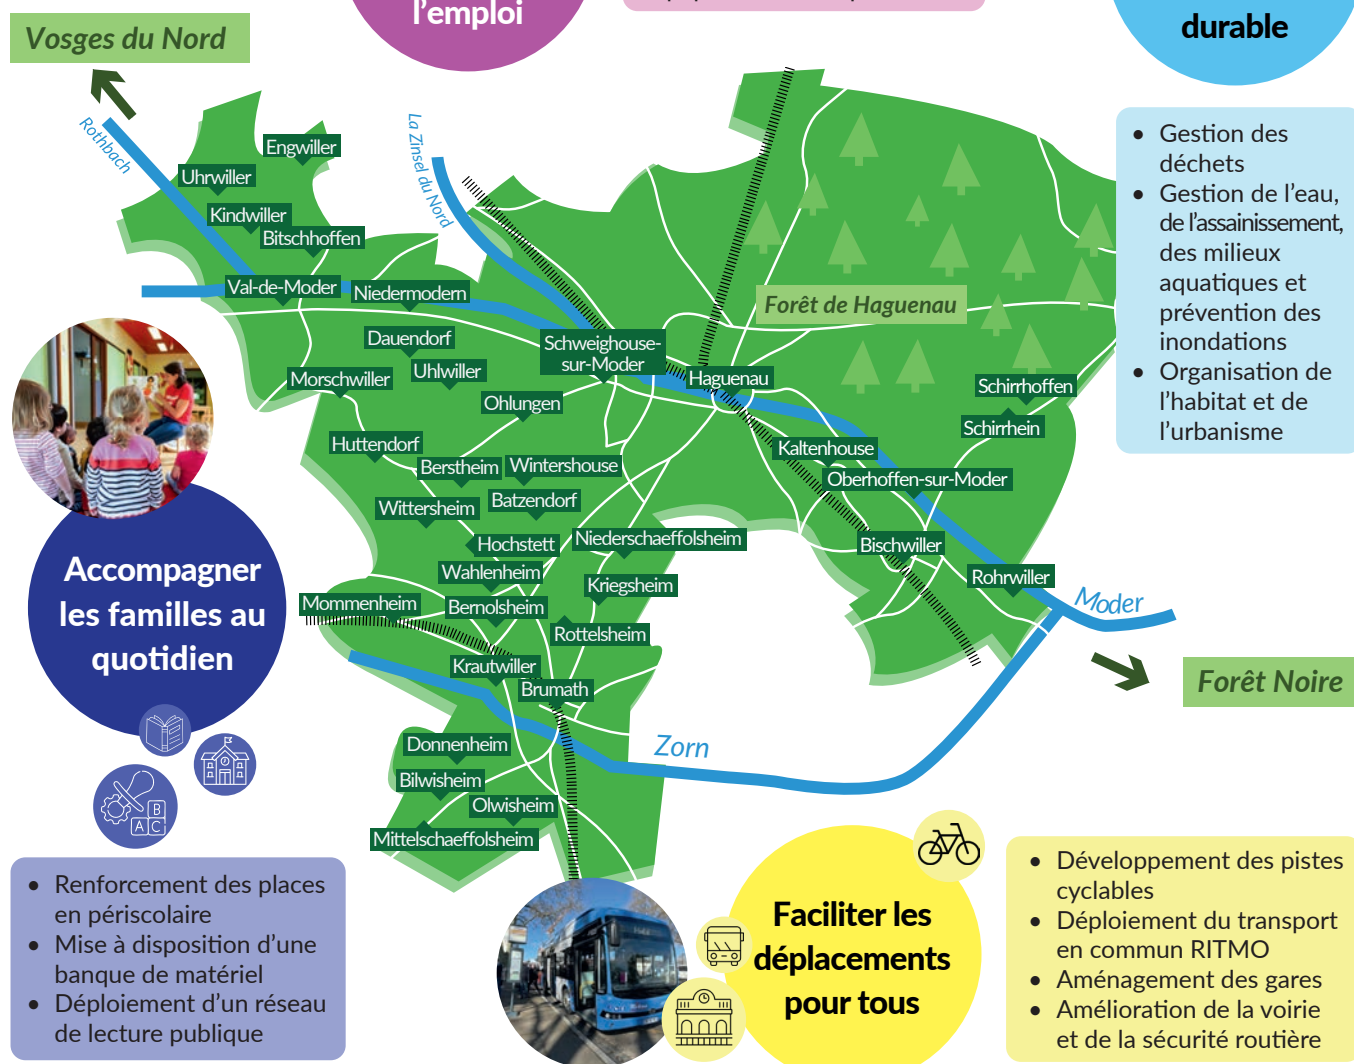 l’emploi
durable
Vosges du Nord
Rothbach
La Zinsel du Nord
Engwiller
Uhrwiller
Kindwiller
Bitschhoffen
Val-de-Moder
Niedermodern
Forêt de Haguenau
Dauendorf
Schweighouse-
sur-Moder
Uhlwiller
Morschwiller
Haguenau
Ohlungen
Schirrhoffen
Schirrhein
Huttendorf
Kaltenhouse
Berstheim
Wintershouse
Oberhoffen-sur-Moder
Wittersheim
Batzendorf
Hochstett
Niederschaeffolsheim
Bischwiller
Wahlenheim
Kriegsheim
Rohrwiller
Mommenheim
Bernolsheim
Moder
Rottelsheim
Krautwiller
Brumath
Forêt Noire
Donnenheim
Zorn
Bilwisheim
Olwisheim
Mittelschaeffolsheim
• Gestion des
déchets
• Gestion de l’eau,
de l’assainissement,
des milieux
aquatiques et
prévention des
inondations
• Organisation de
l’habitat et de
l’urbanisme
Accompagner
les familles au
quotidien
B
A C
• Renforcement des places
en périscolaire
• Mise à disposition d’une
banque de matériel
• Déploiement d’un réseau
de lecture publique
Faciliter les
déplacements
pour tous
• Développement des pistes
cyclables
• Déploiement du transport
en commun RITMO
• Aménagement des gares
• Amélioration de la voirie
et de la sécurité routière